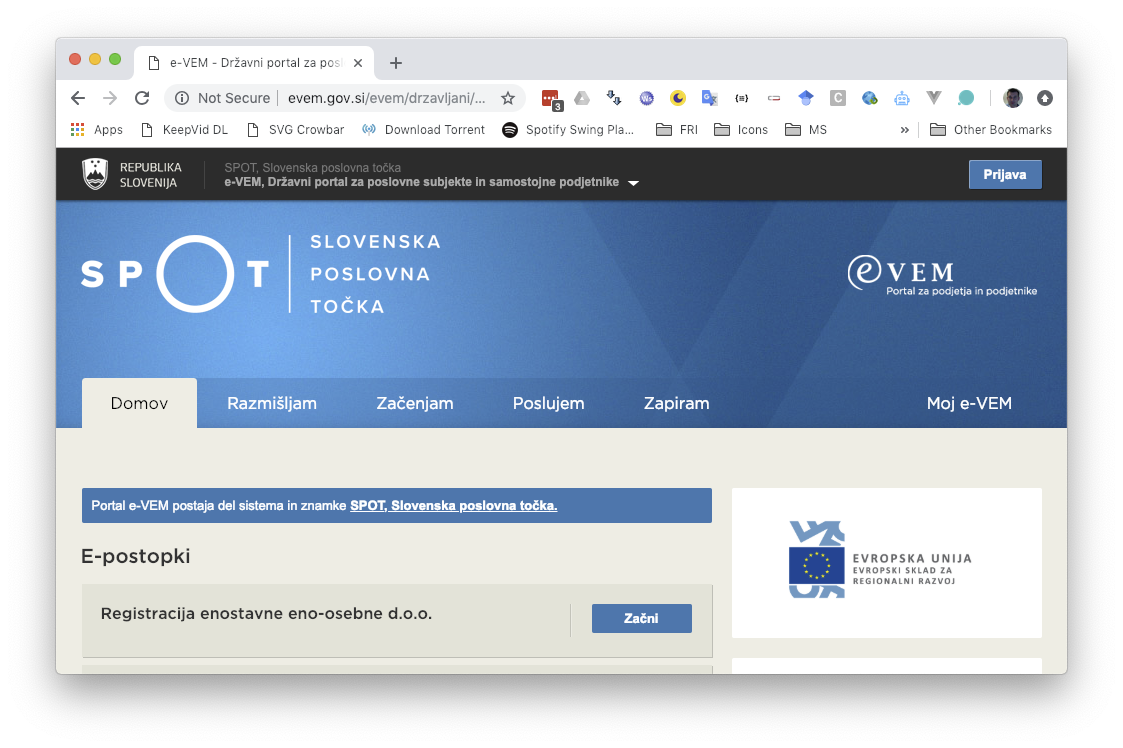 e-VEM - Državni portal za posl
Not Secure
evem.gov.si/evem/drzavljani/...
3
C
Apps
KeepVid DL
SVG Crowbar
Download Torrent
Spotify Swing Pla...
FRI
Icons
MS
»
Other Bookmarks
REPUBLIKA
SLOVENIJA
SPOT, Slovenska poslovna točka
e-VEM, Državni portal za poslovne subjekte in samostojne podjetnike
Prijava
SPOT
SLOVENSKA
POSLOVNA
TOČKA
eVEM
Portal za podjetja in podjetnike
Domov
Razmišljam
Začenjam
Poslujem
Zapiram
Moj e-VEM
Portal e-VEM postaja del sistema in znamke SPOT, Slovenska poslovna točka.
E-postopki
Registracija enostavne eno-osebne d.o.o.
Začni
EVROPSKA UNIJA
EVROPSKI SKLAD ZA
REGIONALNI RAZVOJ